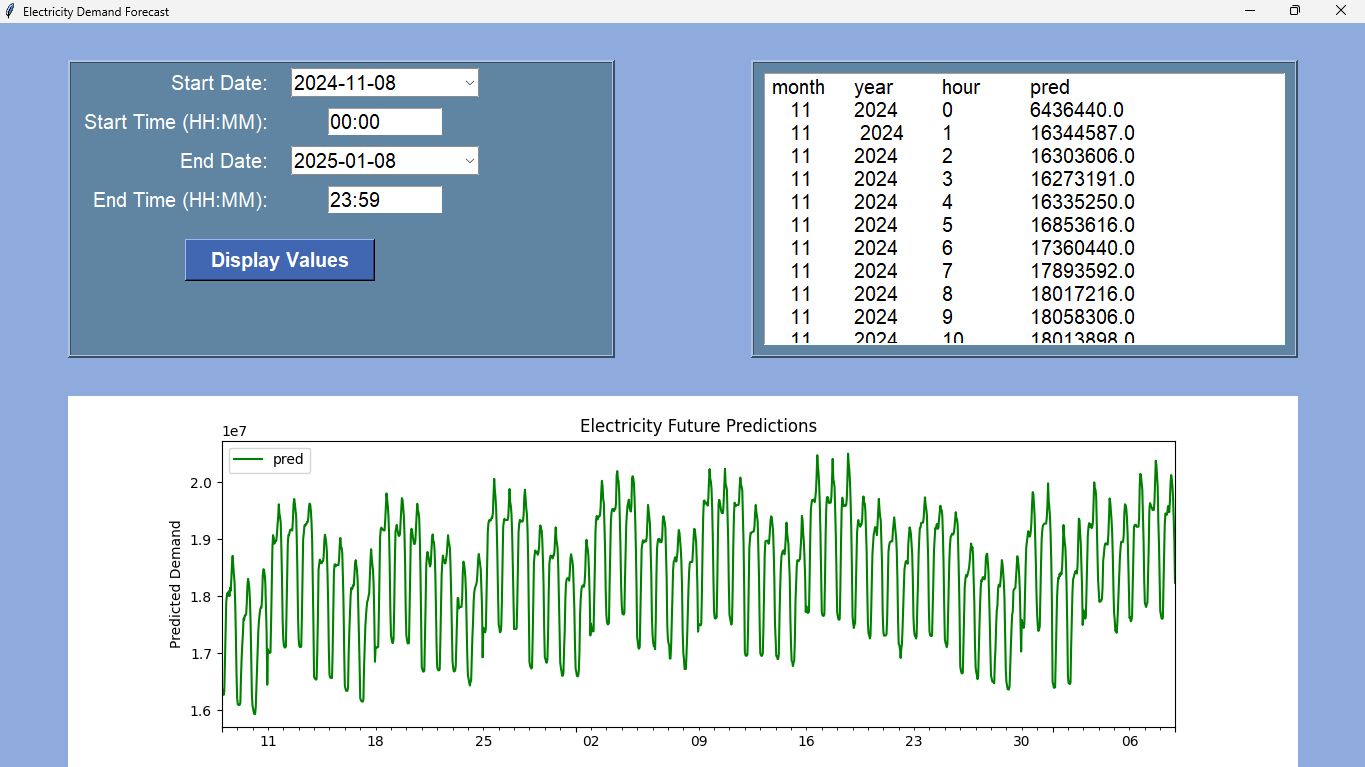 Electricity Demand Forecast
Start Date: 2024-11-08
Start Time (HH:MM): 00:00
End Date: 2025-01-08
End Time (HH:MM): 23:59
Display Values
month year hour pred
11 2024 0 6436440.0
11 2024 1 16344587.0
11 2024 2 16303606.0
11 2024 3 16273191.0
11 2024 4 16335250.0
11 2024 5 16853616.0
11 2024 6 17360440.0
11 2024 7 17893592.0
11 2024 8 18017216.0
11 2024 9 18058306.0
11 2024 10 18013898.0
Electricity Future Predictions
1e7
pred
Predicted Demand
2.0
1.9
1.8
1.7
1.6
11 18 25 02 09 16 23 30 06